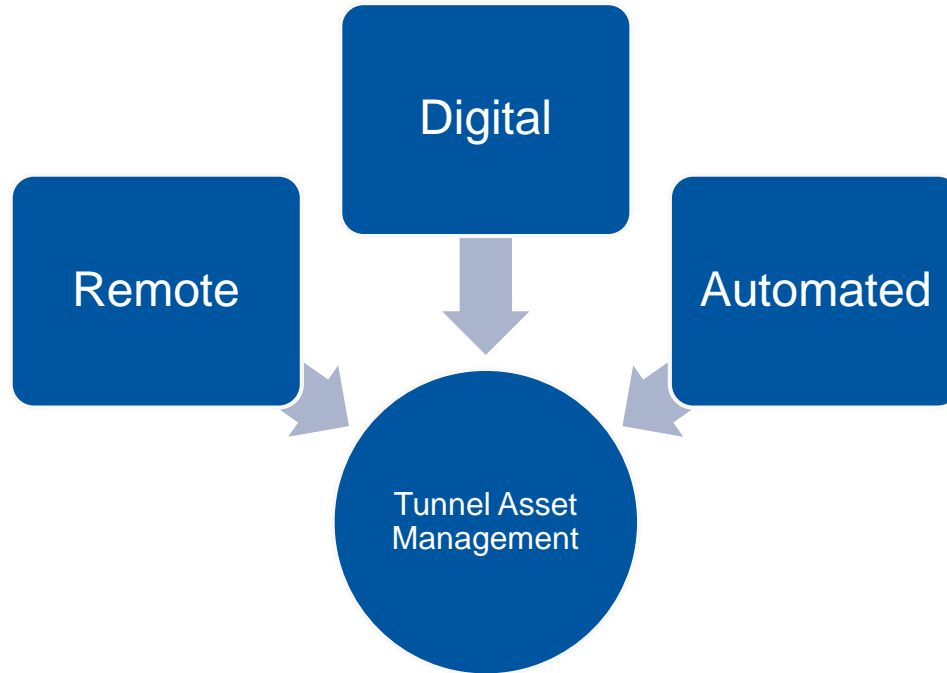 Digital
Remote
Automated
Tunnel Asset
Management